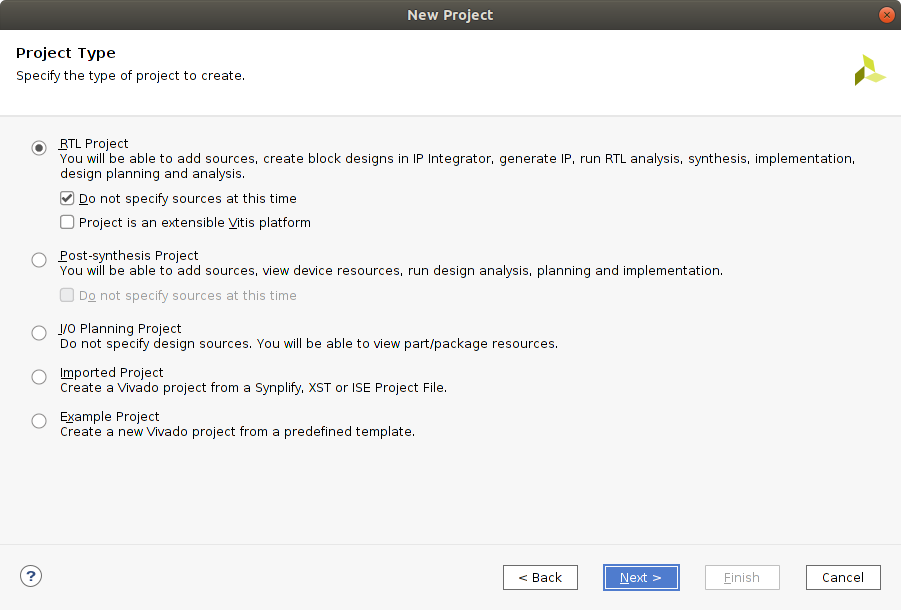 New Project
Project Type
Specify the type of project to create.
RTL Project
You will be able to add sources, create block designs in IP Integrator, generate IP, run RTL analysis, synthesis, implementation,
design planning and analysis.
Do not specify sources at this time
Project is an extensible Vitis platform
Post-synthesis Project
You will be able to add sources, view device resources, run design analysis, planning and implementation.
Do not specify sources at this time
I/O Planning Project
Do not specify design sources. You will be able to view part/package resources.
Imported Project
Create a Vivado project from a Synplify, XST or ISE Project File.
Example Project
Create a new Vivado project from a predefined template.
?
< Back
Next >
Finish
Cancel